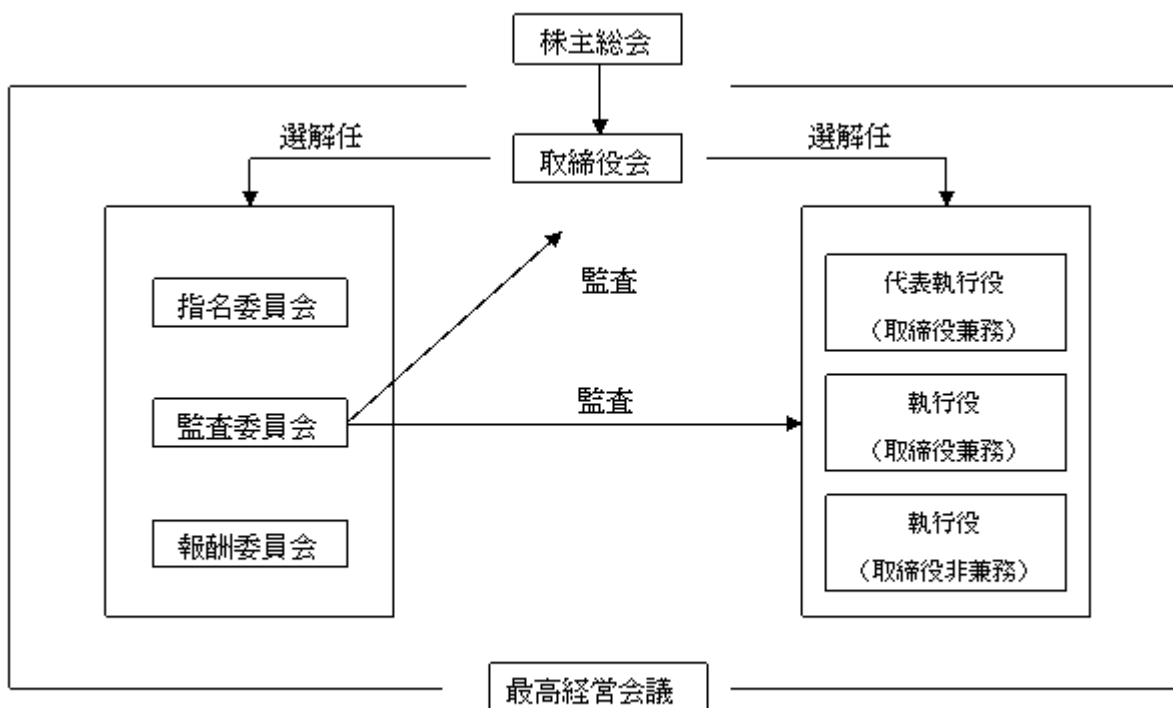 株主総会
選解任
取締役会
選解任
指名委員会
監査委員会
報酬委員会
監査
監査
代表執行役
（取締役兼務）
執行役
（取締役兼務）
執行役
（取締役非兼務）
最高経営会議